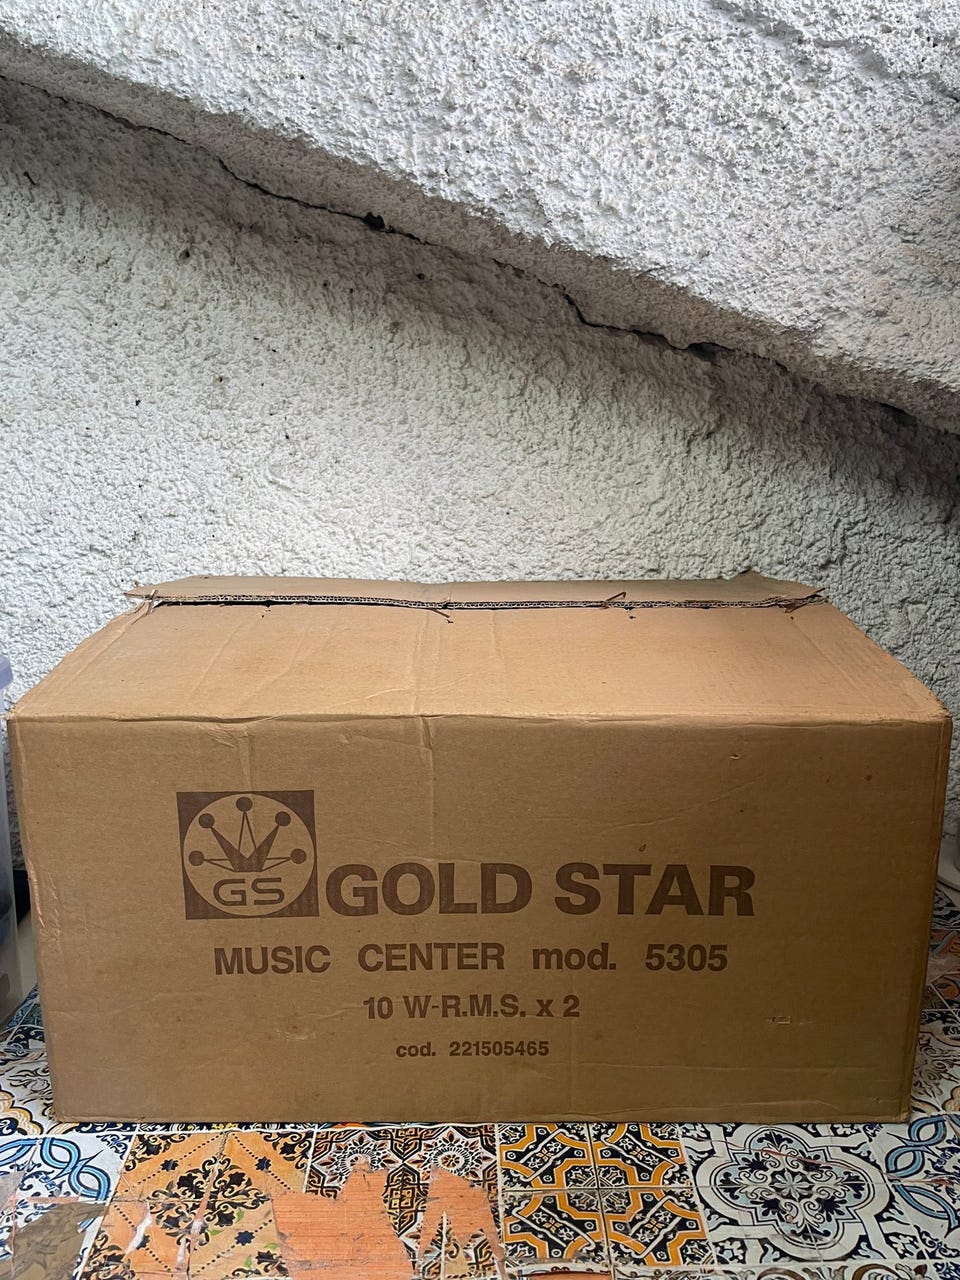 GS
GOLD STAR
MUSIC CENTER mod. 5305
10 W-R.M.S. x 2
cod. 221505465